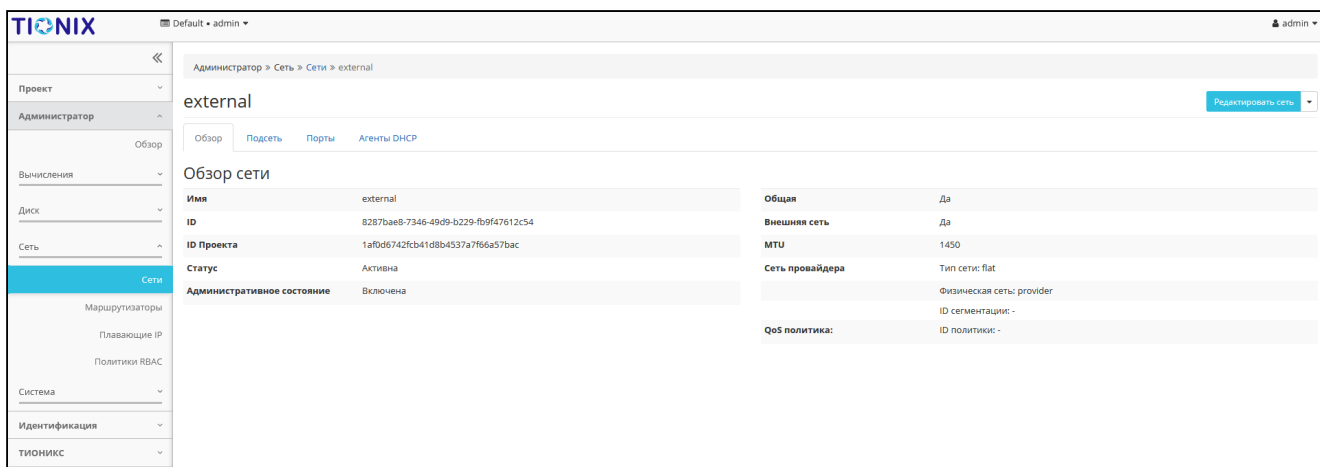 TIONIX
Default • admin
admin
Администратор » Сеть » Сети » external
Проект
Администратор
Обзор
Вычисления
Диск
Сеть
Сети
Маршрутизаторы
Плавающие IP
Политики RBAC
Система
Идентификация
ТИОНИКС
external
Редактировать сеть
Обзор Подсеть Порты Агенты DHCP
Обзор сети
Имя external
ID 8287bae8-7346-49d9-b229-fb9f47612c54
ID Проекта 1af0d6742fcb41d8b4537a7f66a57bac
Статус Активна
Административное состояние Включена
Общая Да
Внешняя сеть Да
MTU 1450
Сеть провайдера Тип сети: flat
Физическая сеть: provider
ID сегментации: -
QoS политика: ID политики: -